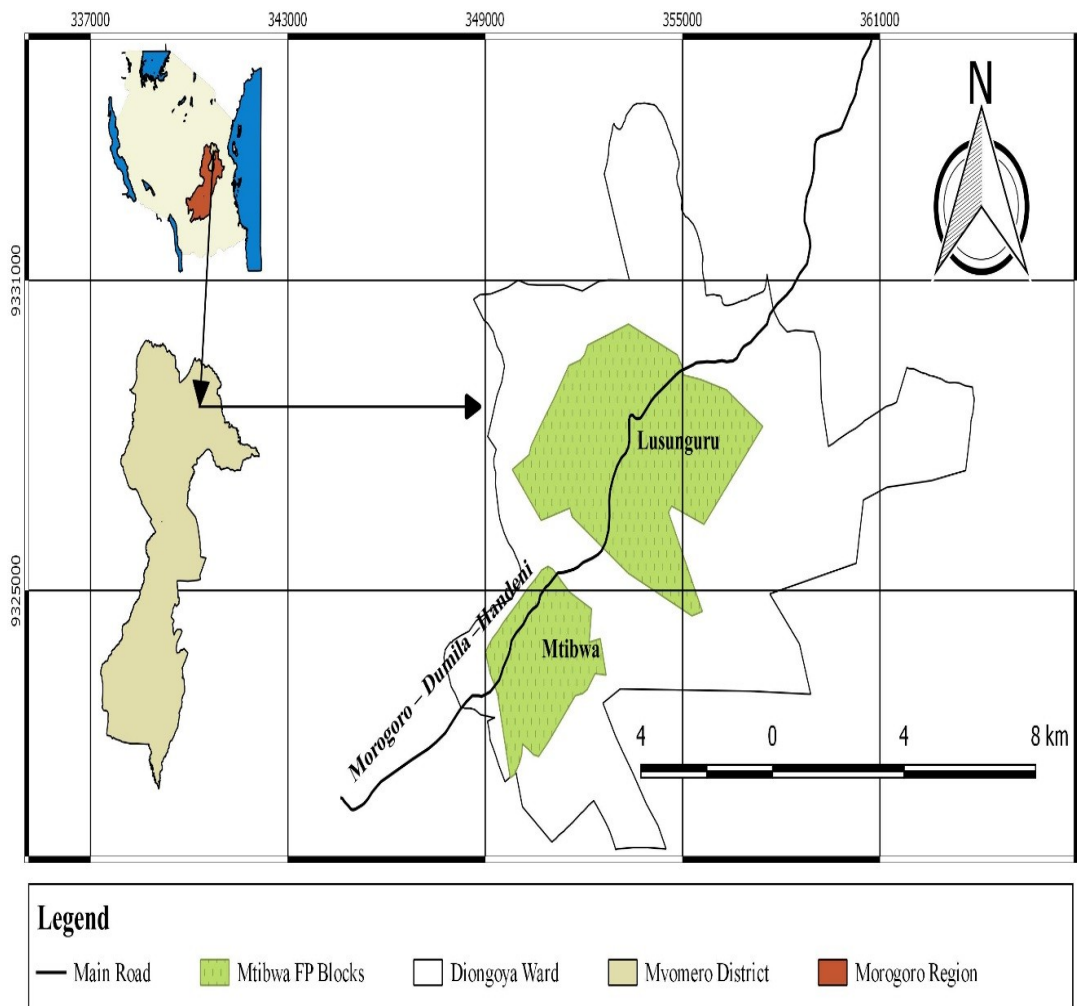 337000 343000 349000 355000 361000
N
9331000
Lusunguru
9325000
Morogoro – Dumila –Handeni
Mtibwa
4 0 4 8 km
Legend
Main Road Mtibwa FP Blocks Diongoya Ward Mvomero District Morogoro Region